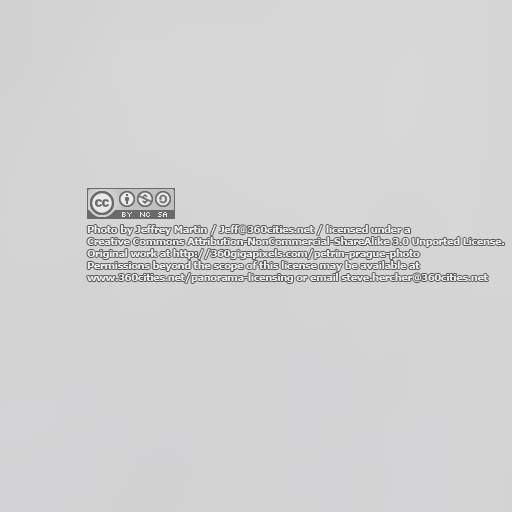 cc
BY NC SA
Photo by Jeffrey Martin / Jeff@360cities.net / licensed under a
Creative Commons Attribution-NonCommercial-ShareAlike 3.0 Unported License.
Original work at http://360gigapixels.com/petrin-prague-photo
Permissions beyond the scope of this license may be available at
www.360cities.net/panorama-licensing or email steve.hercher@360cities.net